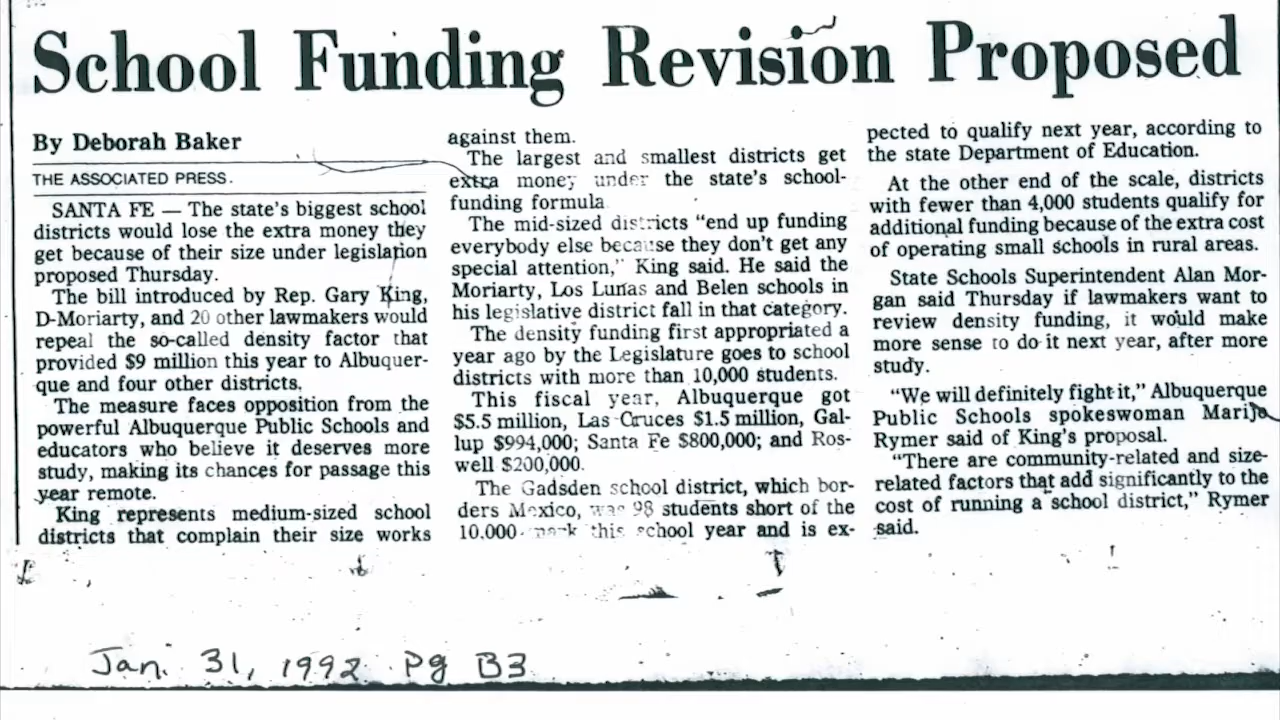 School Funding Revision Proposed
By Deborah Baker
THE ASSOCIATED PRESS.
SANTA FE — The state's biggest school
districts would lose the extra money they
get because of their size under legislation
proposed Thursday.
The bill introduced by Rep. Gary King,
D-Moriarty, and 20 other lawmakers would
repeal the so-called density factor that
provided $9 million this year to Albuquer-
que and four other districts.
The measure faces opposition from the
powerful Albuquerque Public Schools and
educators who believe it deserves more
study, making its chances for passage this
year remote.
King represents medium-sized school
districts that complain their size works
against them.
The largest and smallest districts get
extra money under the state's school-
funding formula
The mid-sized districts "end up funding
everybody else because they don't get any
special attention," King said. He said the
Moriarty, Los Lunas and Belen schools in
his legislative district fall in that category.
The density funding first appropriated a
year ago by the Legislature goes to school
districts with more than 10,000 students.
This fiscal year, Albuquerque got
$5.5 million, Las Cruces $1.5 million, Gal-
lup $994,000; Santa Fe $800,000; and Ros-
well $200,000.
The Gadsden school district, which bor-
ders Mexico, was 98 students short of the
10,000 mark this school year and is ex-
pected to qualify next year, according to
the state Department of Education.
At the other end of the scale, districts
with fewer than 4,000 students qualify for
additional funding because of the extra cost
of operating small schools in rural areas.
State Schools Superintendent Alan Mor-
gan said Thursday if lawmakers want to
review density funding, it would make
more sense to do it next year, after more
study.
"We will definitely fight it," Albuquerque
Public Schools spokeswoman Marija
Rymer said of King's proposal.
"There are community-related and size-
related factors that add significantly to the
cost of running a school district," Rymer
said.
Jan. 31, 1992 Pg B3